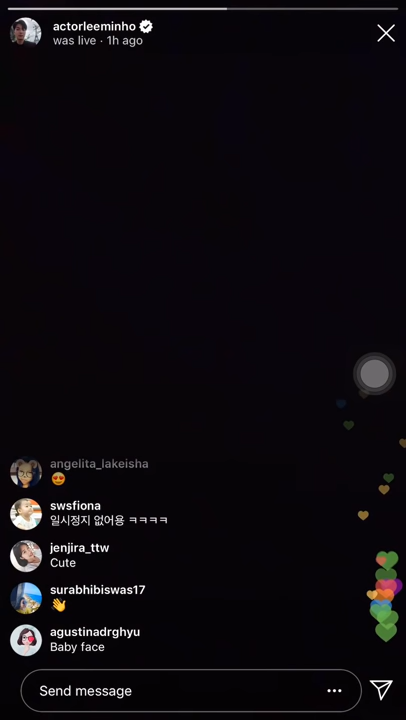 actorleeminho
was live · 1h ago
angelita_lakeisha
😍
swsfiona
일시정지 없어용 ㅋㅋㅋㅋ
jenjira_ttw
Cute
surabhibiswas17
👋
agustinadrghyu
Baby face
Send message